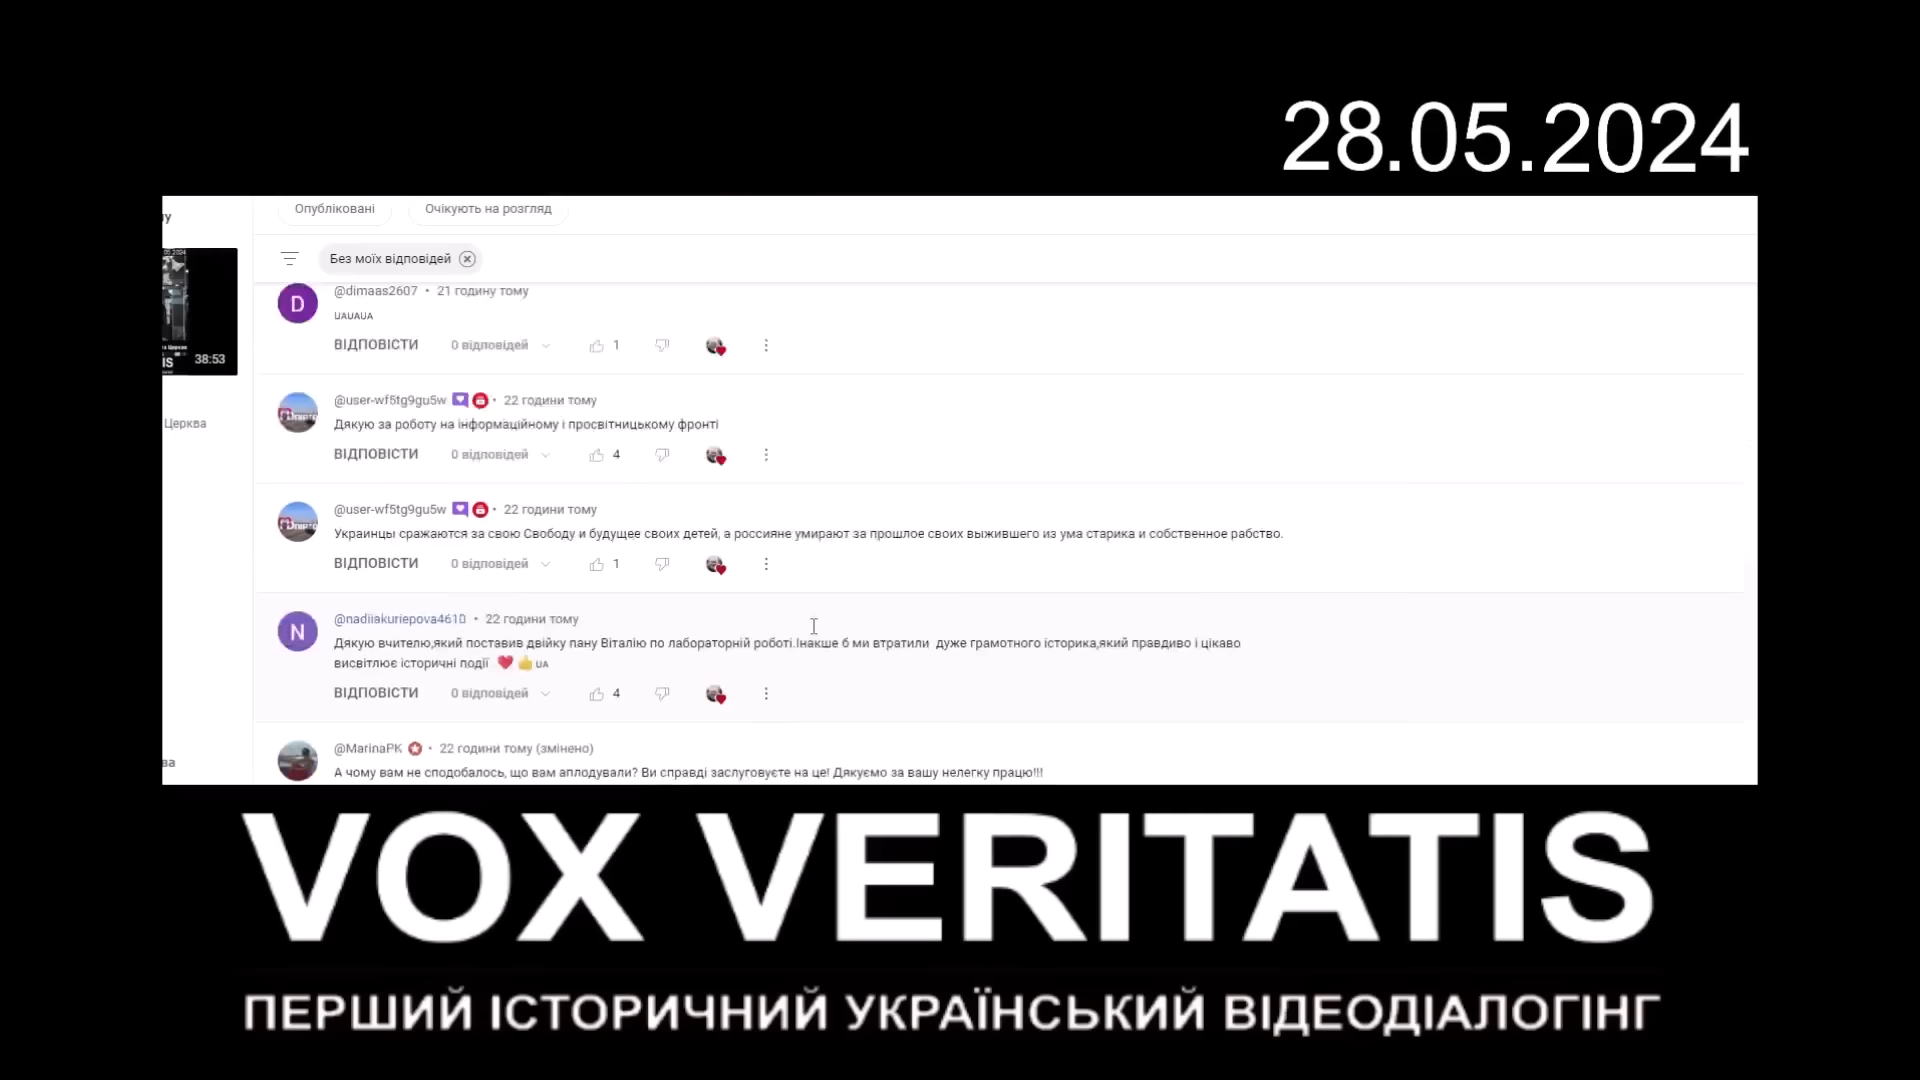 28.05.2024
Опубліковані
Очікують на розгляд
Без моїх відповідей
38:53
Церква
D
@dimaas2607 • 21 годину тому
UAUAUA
ВІДПОВІСТИ 0 відповідей 1
@user-wf5tg9gu5w • 22 години тому
Дякую за роботу на інформаційному і просвітницькому фронті
ВІДПОВІСТИ 0 відповідей 4
@user-wf5tg9gu5w • 22 години тому
Украинцы сражаются за свою Свободу и будущее своих детей, а россияне умирают за прошлое своих выжившего из ума старика и собственное рабство.
ВІДПОВІСТИ 0 відповідей 1
N
@nadiiakuriepova4610 • 22 години тому
Дякую вчителю,який поставив двійку пану Віталію по лабораторній роботі.Інакше б ми втратили дуже грамотного історика,який правдиво і цікаво
висвітлює історичні події ❤️ 👍 UA
ВІДПОВІСТИ 0 відповідей 4
@MarinaPK • 22 години тому (змінено)
А чому вам не сподобалось, що вам аплодували? Ви справді заслуговуєте на це! Дякуємо за вашу нелегку працю!!!
VOX VERITATIS
ПЕРШИЙ ІСТОРИЧНИЙ УКРАЇНСЬКИЙ ВІДЕОДІАЛОГІНГ